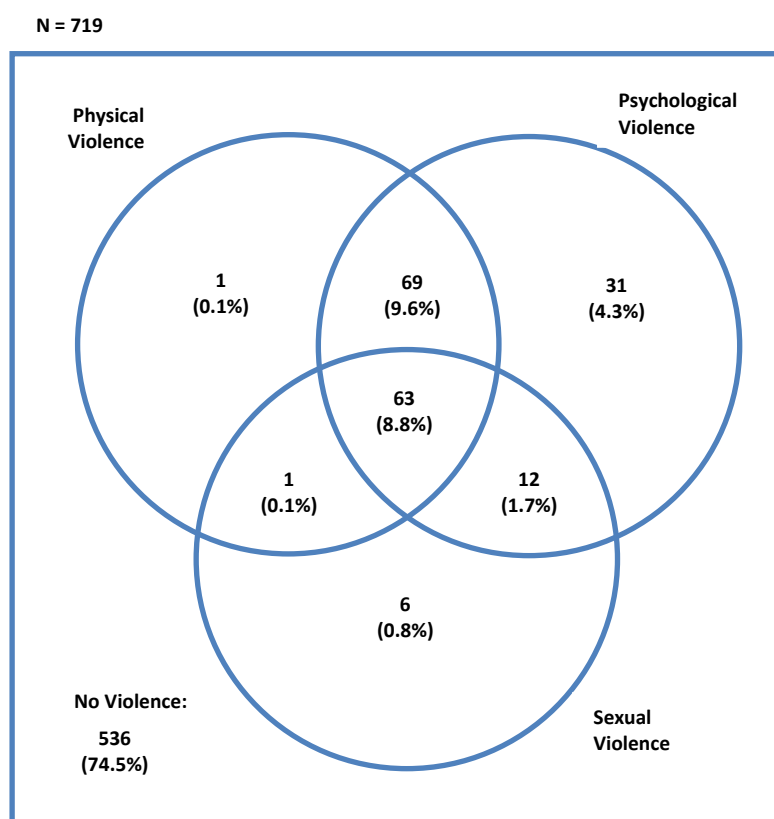 N = 719
Physical
Violence
Psychological
Violence
1
(0.1%)
69
(9.6%)
31
(4.3%)
63
(8.8%)
1
(0.1%)
12
(1.7%)
6
(0.8%)
No Violence:
536
(74.5%)
Sexual
Violence